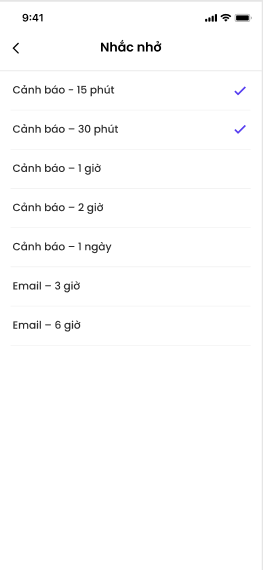 9:41
Nhắc nhở
Cảnh báo - 15 phút
Cảnh báo – 30 phút
Cảnh báo – 1 giờ
Cảnh báo – 2 giờ
Cảnh báo – 1 ngày
Email – 3 giờ
Email – 6 giờ